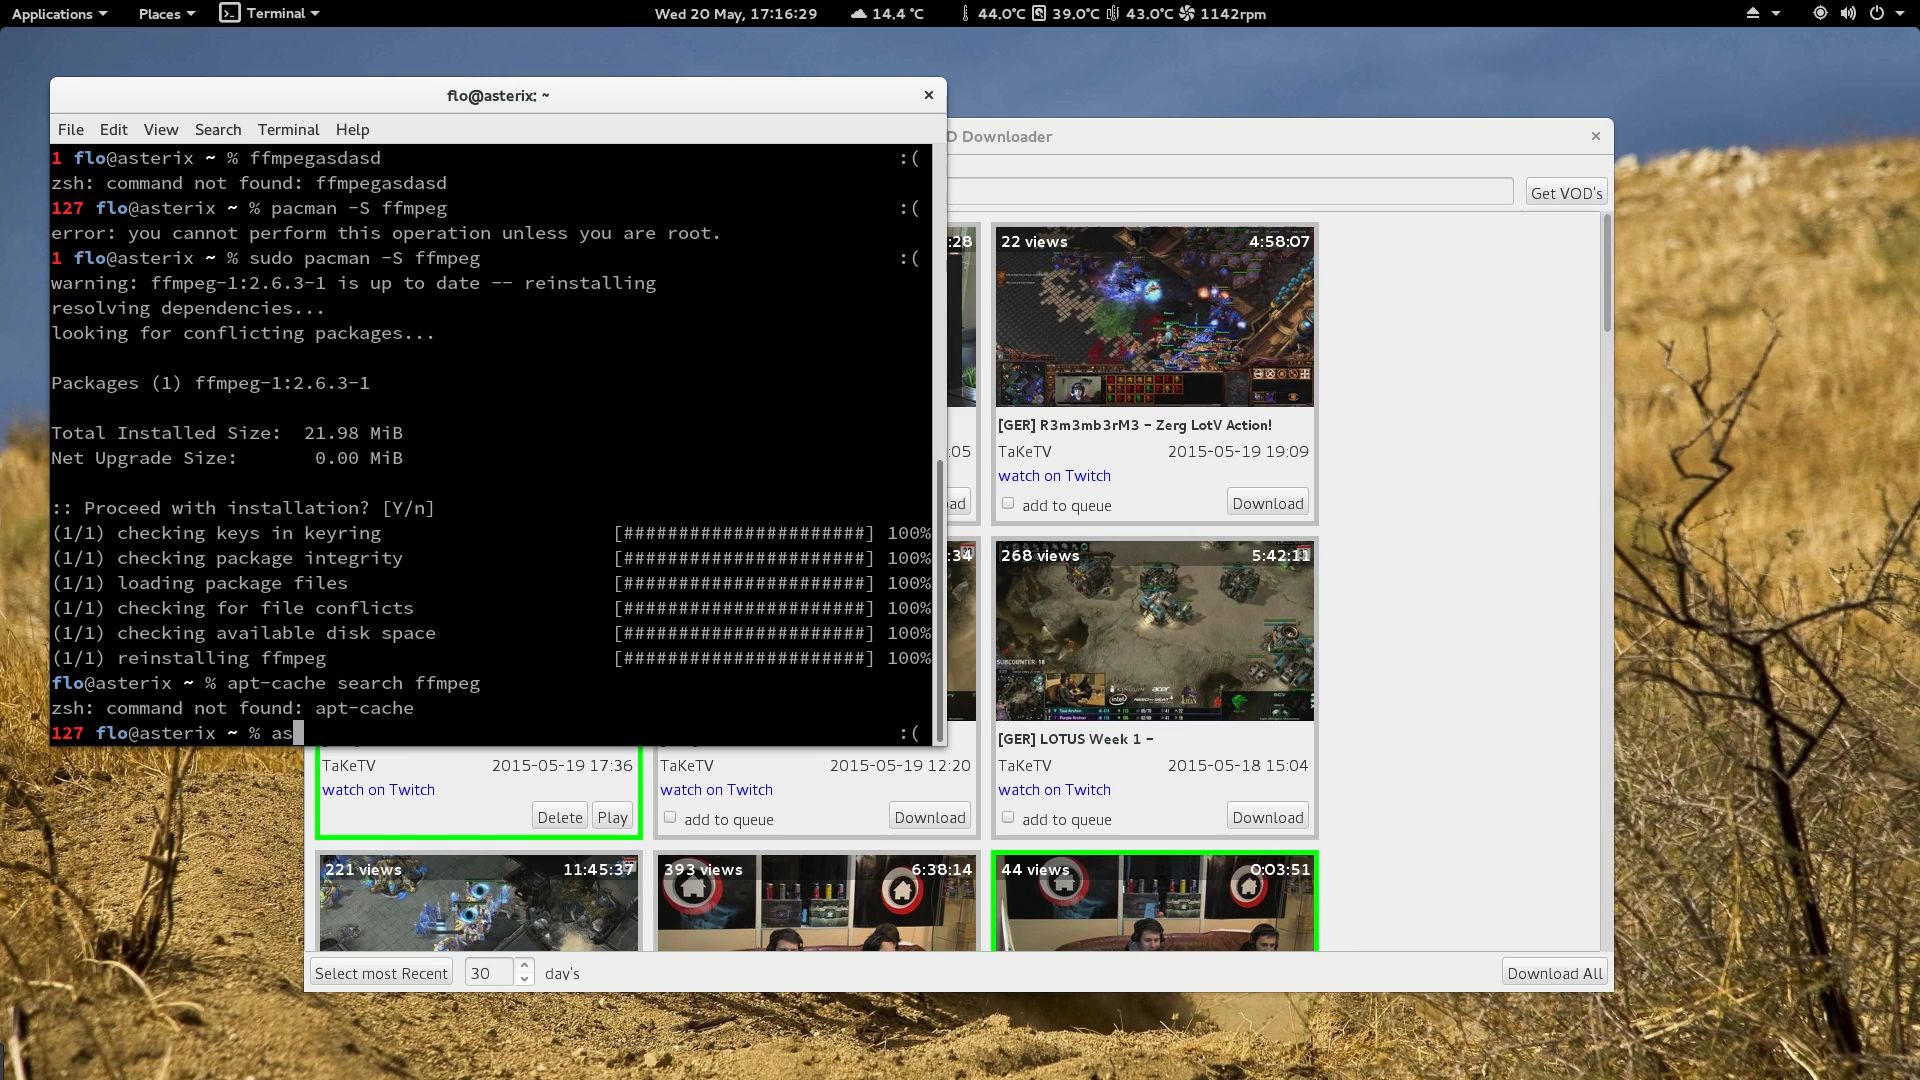 Applications Places Terminal Wed 20 May, 17:16:29 14.4 °C 44.0°C 39.0°C 43.0°C 1142rpm
flo@asterix: ~
File Edit View Search Terminal Help
1 flo@asterix ~ % ffmpegasdasd :(
zsh: command not found: ffmpegasdasd
127 flo@asterix ~ % pacman -S ffmpeg :(
error: you cannot perform this operation unless you are root.
1 flo@asterix ~ % sudo pacman -S ffmpeg :(
warning: ffmpeg-1:2.6.3-1 is up to date -- reinstalling
resolving dependencies...
looking for conflicting packages...
Packages (1) ffmpeg-1:2.6.3-1
Total Installed Size: 21.98 MiB
Net Upgrade Size: 0.00 MiB
:: Proceed with installation? [Y/n]
(1/1) checking keys in keyring [######################] 100%
(1/1) checking package integrity [######################] 100%
(1/1) loading package files [######################] 100%
(1/1) checking for file conflicts [######################] 100%
(1/1) checking available disk space [######################] 100%
(1/1) reinstalling ffmpeg [######################] 100%
flo@asterix ~ % apt-cache search ffmpeg
zsh: command not found: apt-cache
127 flo@asterix ~ % as :(
D Downloader
Get VOD's
:28
22 views 4:58:07
[GER] R3m3mb3rM3 - Zerg LotV Action!
:05
TaKeTV 2015-05-19 19:09
watch on Twitch
ad
add to queue Download
:34
268 views 5:42:11
SUBCOUNTER: 18
intel
acer
[GER] LOTUS Week 1 -
TaKeTV 2015-05-19 17:36
watch on Twitch
Delete Play
TaKeTV 2015-05-19 12:20
watch on Twitch
add to queue Download
TaKeTV 2015-05-18 15:04
watch on Twitch
add to queue Download
221 views 11:45:37
393 views 6:38:14
44 views 0:03:51
Select most Recent 30 day's Download All